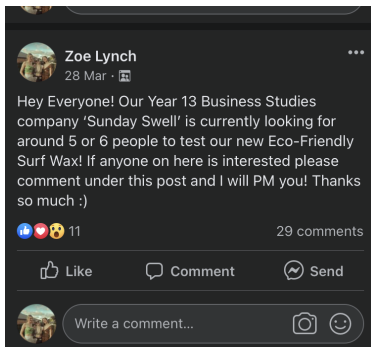 Zoe Lynch
28 Mar ·
Hey Everyone! Our Year 13 Business Studies
company ‘Sunday Swell’ is currently looking for
around 5 or 6 people to test our new Eco-Friendly
Surf Wax! If anyone on here is interested please
comment under this post and I will PM you! Thanks
so much :)
11 29 comments
Like Comment Send
Write a comment...